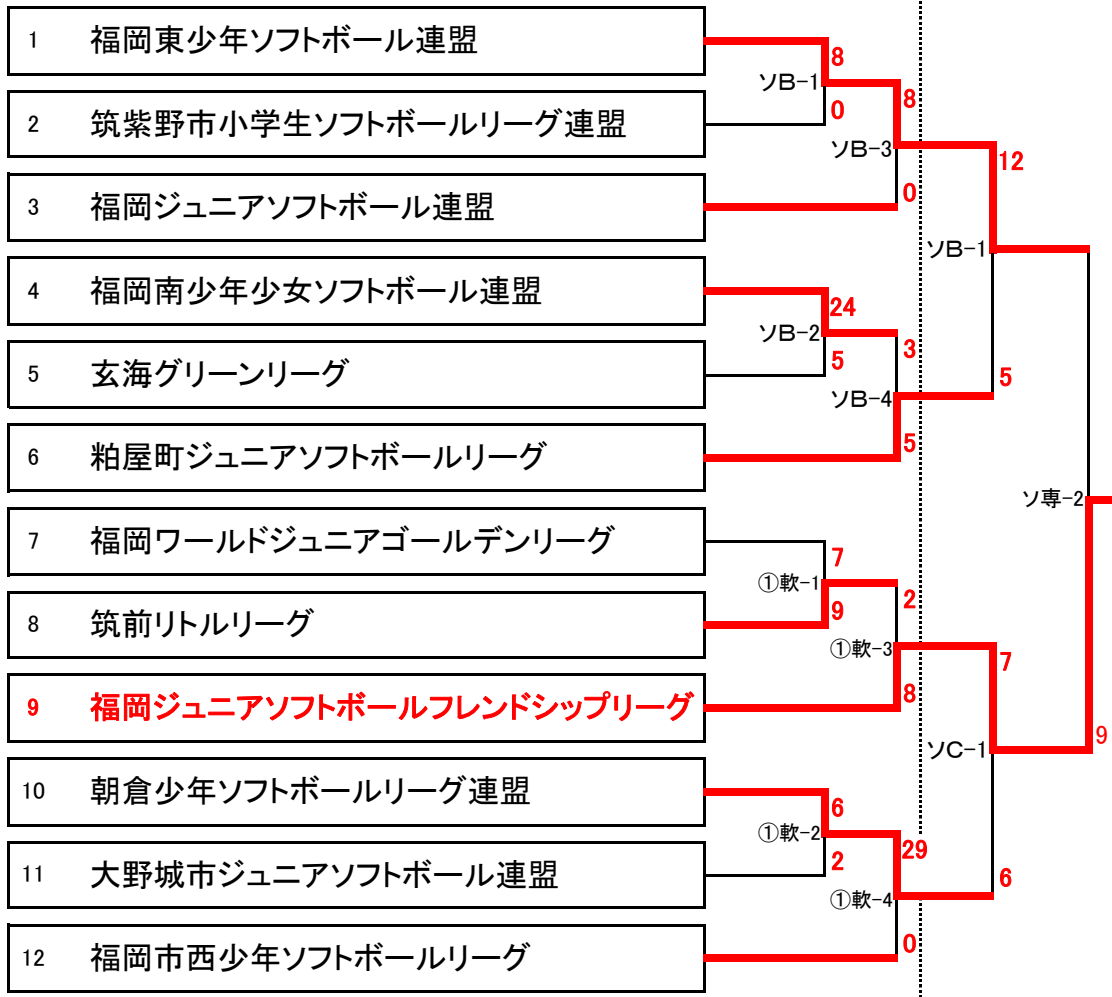 1 福岡東少年ソフトボール連盟
8
ソB-1
2 筑紫野市小学生ソフトボールリーグ連盟
0
8
ソB-3
12
3 福岡ジュニアソフトボール連盟
0
ソB-1
4 福岡南少年少女ソフトボール連盟
24
ソB-2
3
5 玄海グリーンリーグ
5
5
ソB-4
6 粕屋町ジュニアソフトボールリーグ
5
ソ専-2
7 福岡ワールドジュニアゴールデンリーグ
7
①軟-1
2
8 筑前リトルリーグ
9
①軟-3
7
9 福岡ジュニアソフトボールフレンドシップリーグ
8
9
ソC-1
10 朝倉少年ソフトボールリーグ連盟
6
①軟-2
29
11 大野城市ジュニアソフトボール連盟
2
6
①軟-4
12 福岡市西少年ソフトボールリーグ
0